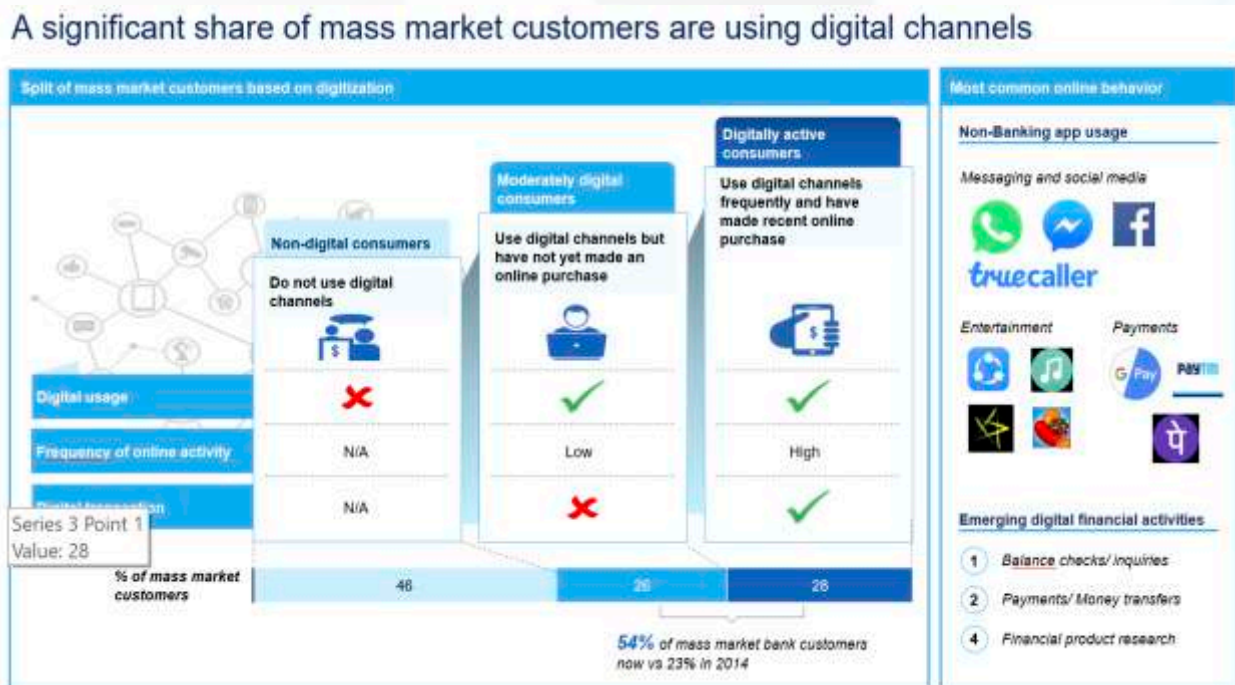 A significant share of mass market customers are using digital channels
Split of mass market customers based on digitization
Non-digital consumers
Do not use digital
channels
$
Moderately digital
consumers
Use digital channels but
have not yet made an
online purchase
Digitally active
consumers
Use digital channels
frequently and have
made recent online
purchase
$
Digital usage
Frequency of online activity
N/A
Low
High
Digital transaction
N/A
Series 3 Point 1
Value: 28
% of mass market
customers
46
26
28
54% of mass market bank customers
now vs 23% in 2014
Most common online behavior
Non-Banking app usage
Messaging and social media
f
truecaller
Entertainment
Payments
G Pay
Paytm
पे
Emerging digital financial activities
1 Balance checks/ inquiries
2 Payments/ Money transfers
4 Financial product research